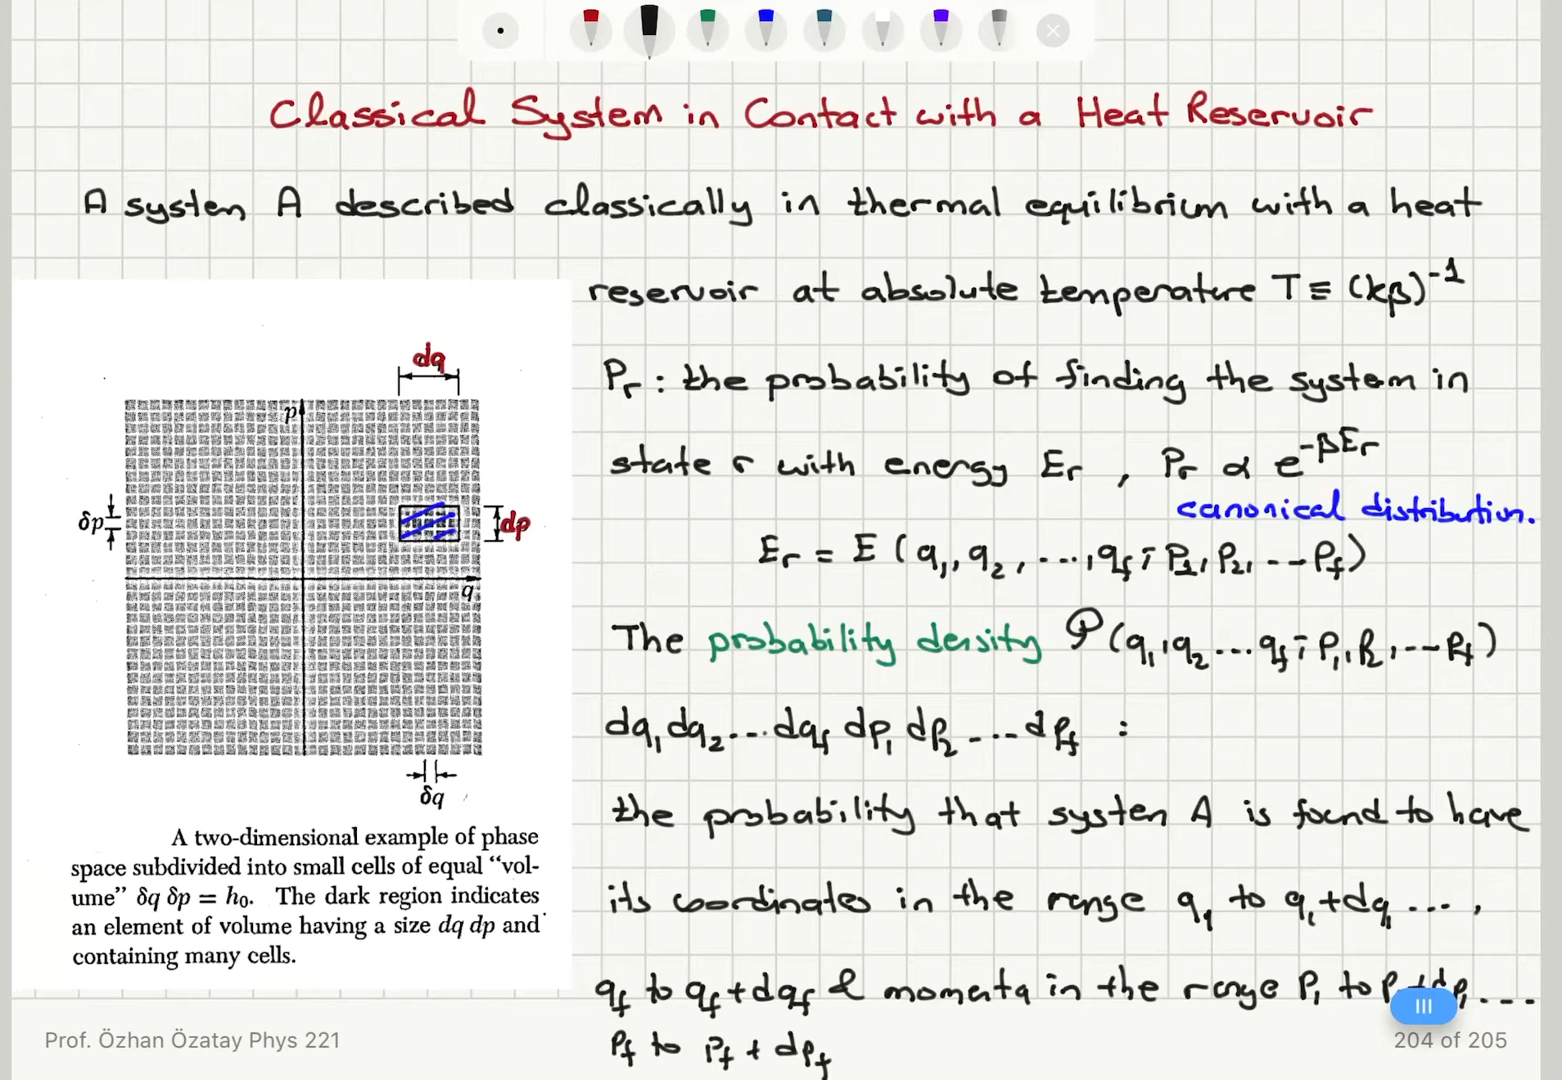 Classical System in Contact with a Heat Reservoir
A systen A described classically in thermal equilibrium with a heat
reservoir at absolute temperature T ≡ (kβ)⁻¹
Pr : the probability of finding the system in
state r with energy Er , Pr ∝ e^-βEr
canonical distribution.
Er = E (q1, q2, ..., qf ; P1, P2, -- Pf)
The probability density 𝒫 (q1, q2 ... qf ; P1, P2, -- Pf)
dq1 dq2 ... dqf dp1 dp2 ... dpf :
the probability that systen A is found to have
its coordinates in the range q1 to q1+dq1 ... ,
qf to qf+dqf & momenta in the range P1 to P1+dp1 ...
Pf to Pf + dpf
dq
p
δp
dp
q
δq
A two-dimensional example of phase
space subdivided into small cells of equal “vol-
ume” δq δp = h₀. The dark region indicates
an element of volume having a size dq dp and
containing many cells.
Prof. Özhan Özatay Phys 221
204 of 205